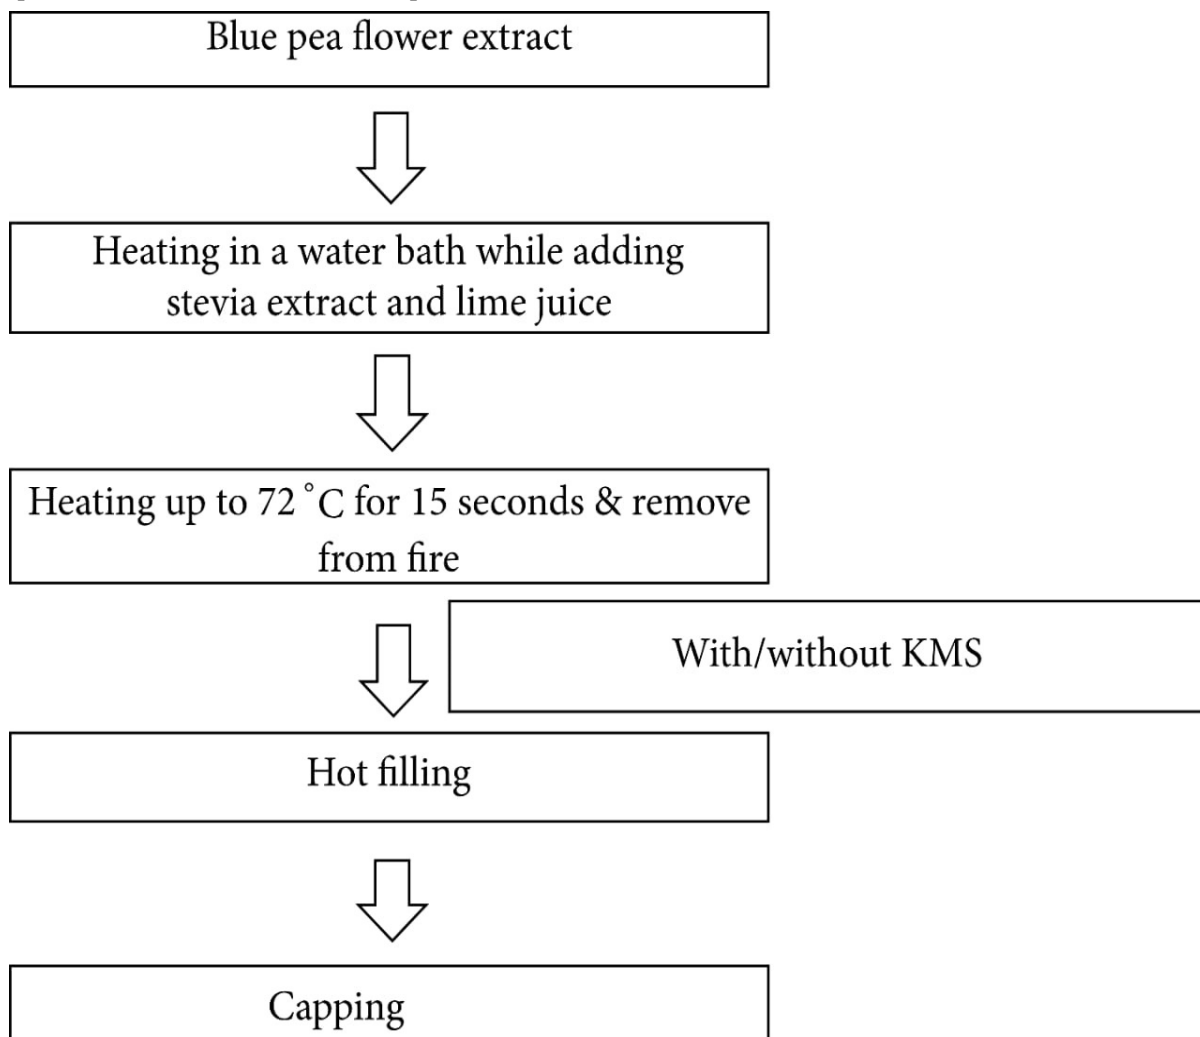 Blue pea flower extract
Heating in a water bath while adding
stevia extract and lime juice
Heating up to 72 °C for 15 seconds & remove
from fire
With/without KMS
Hot filling
Capping